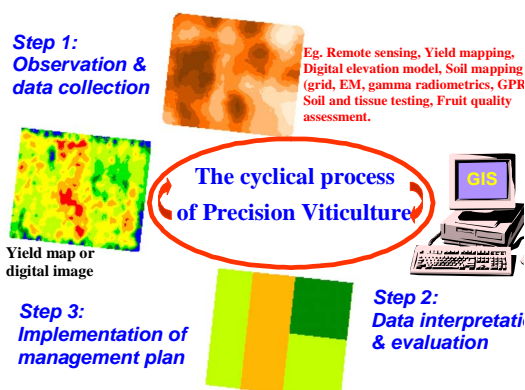 Step 1:
Observation &
data collection
Eg. Remote sensing, Yield mapping,
Digital elevation model, Soil mapping
(grid, EM, gamma radiometrics, GPR
Soil and tissue testing, Fruit quality
assessment.
The cyclical process
of Precision Viticulture
GIS
Yield map or
digital image
Step 3:
Implementation of
management plan
Step 2:
Data interpretatio
& evaluation